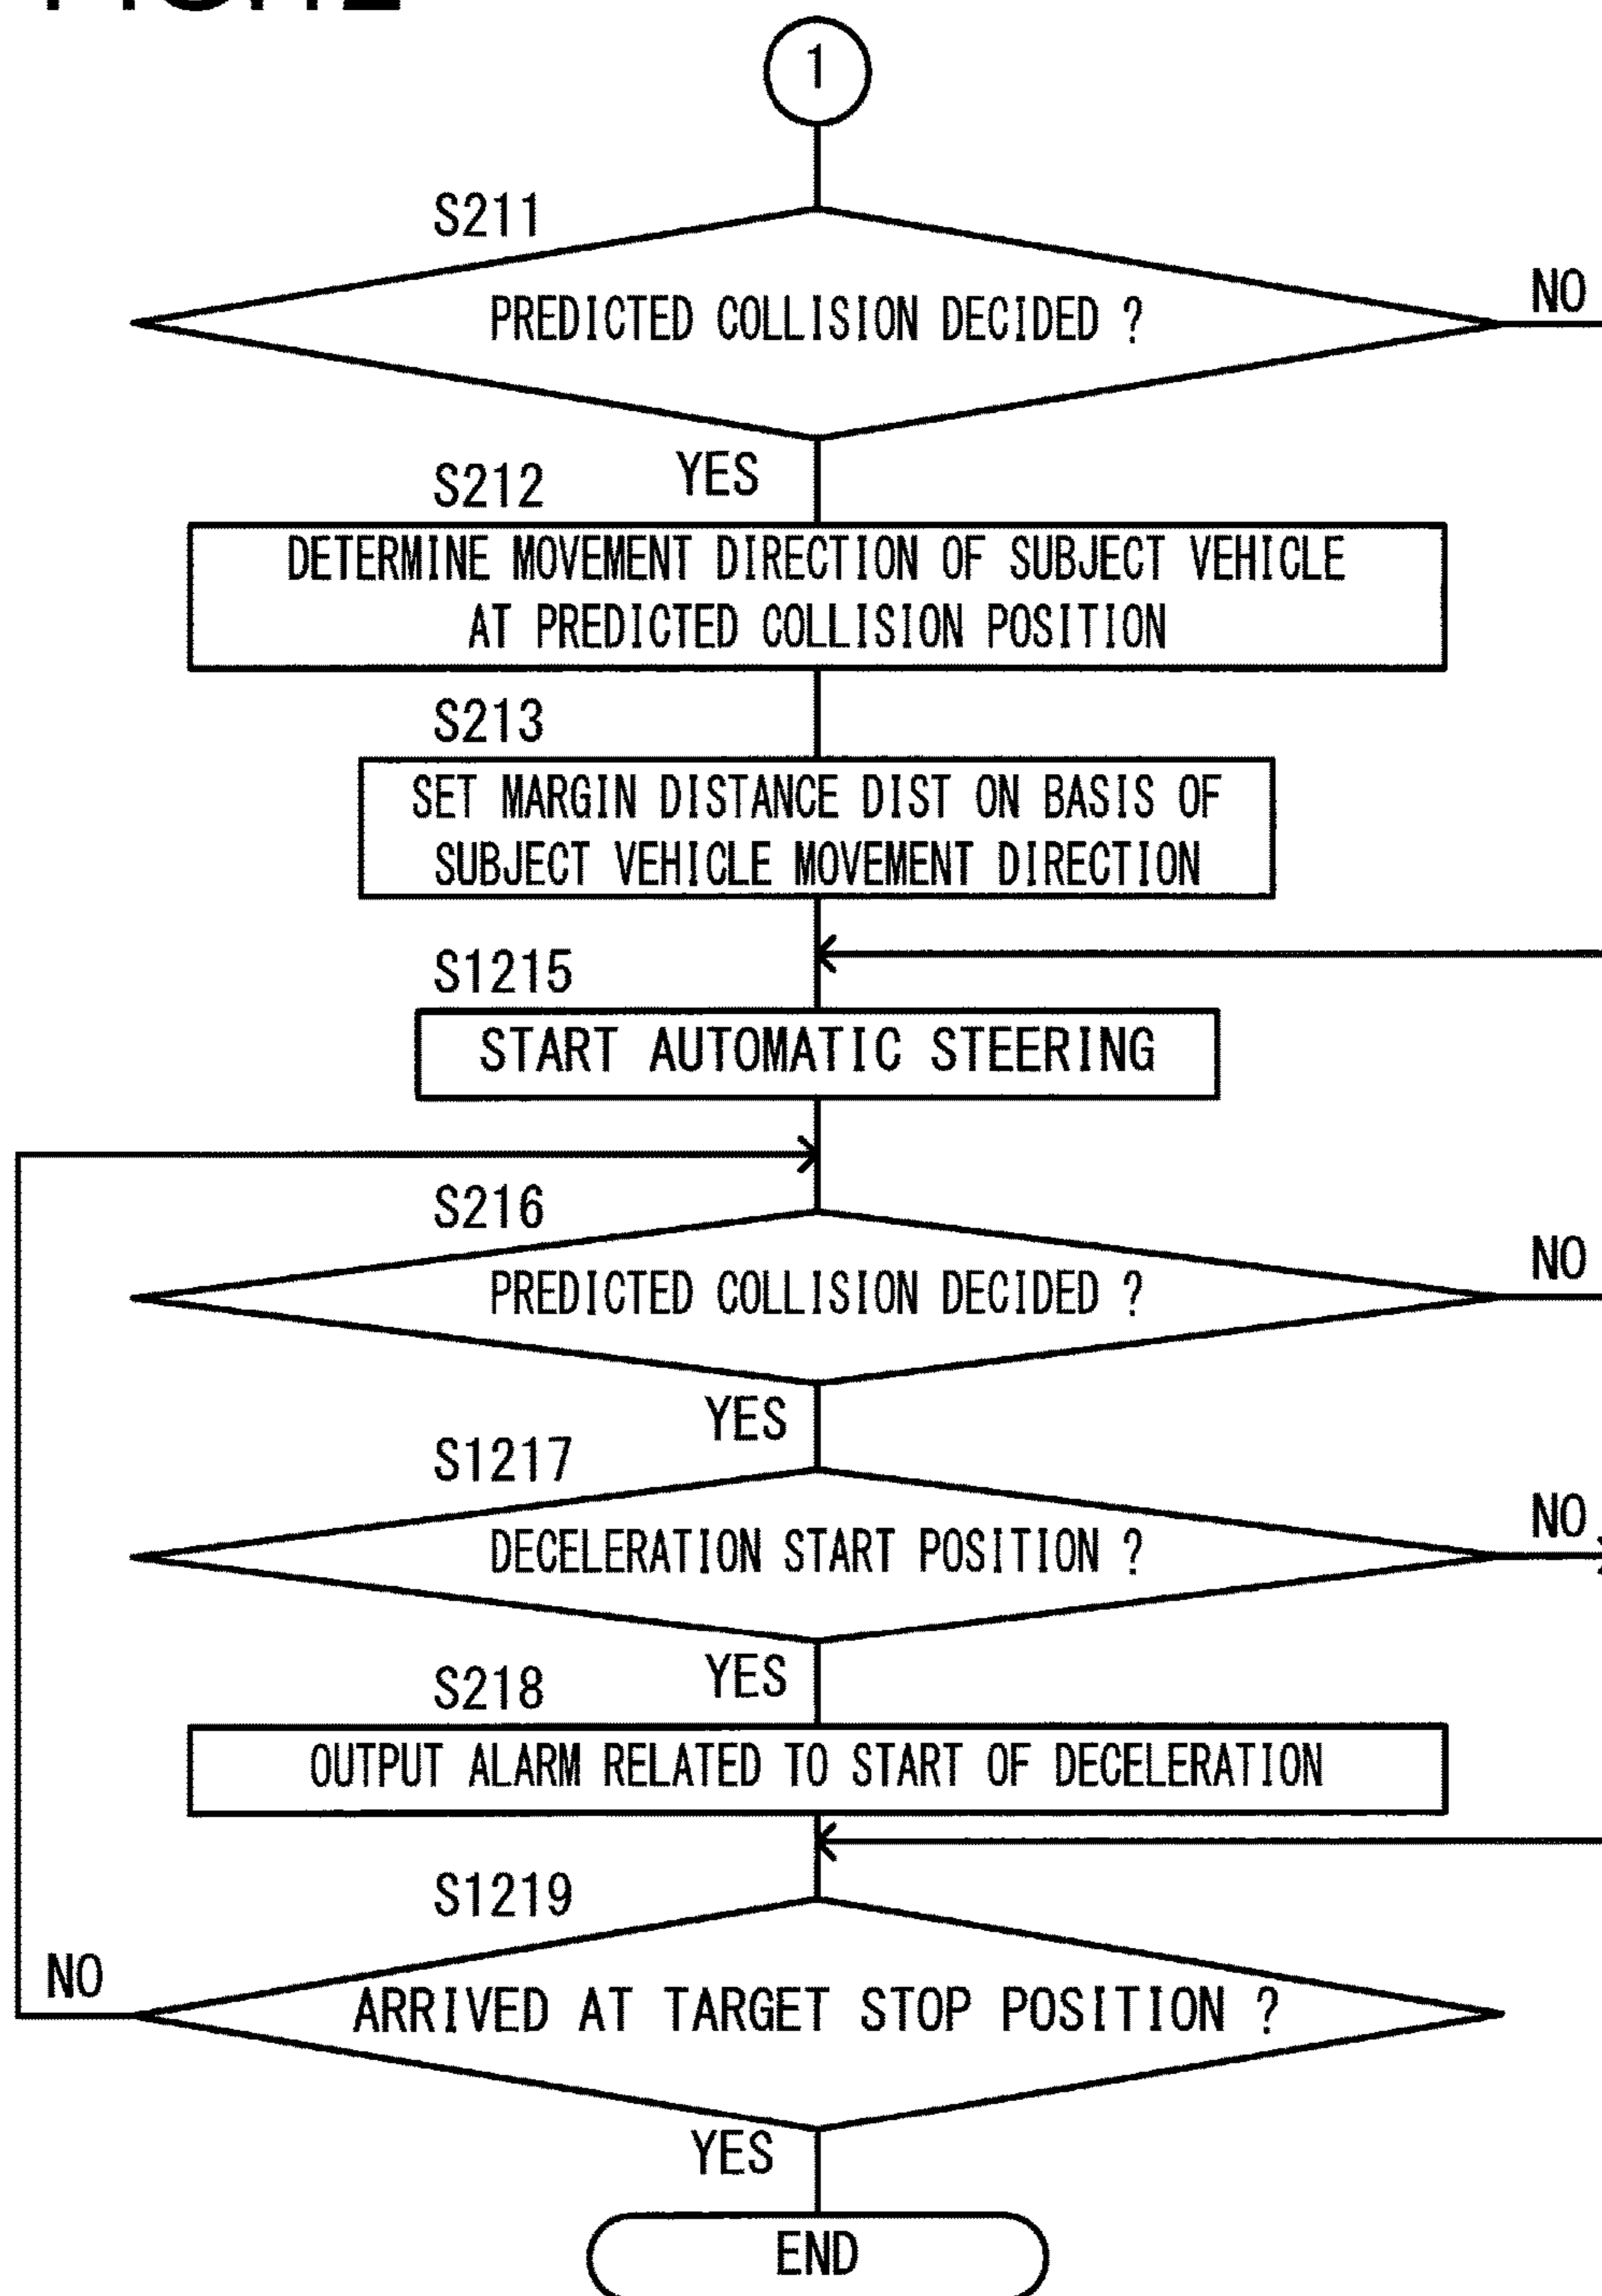 1
S211
PREDICTED COLLISION DECIDED ?
NO
YES
S212
DETERMINE MOVEMENT DIRECTION OF SUBJECT VEHICLE
AT PREDICTED COLLISION POSITION
S213
SET MARGIN DISTANCE DIST ON BASIS OF
SUBJECT VEHICLE MOVEMENT DIRECTION
S1215
START AUTOMATIC STEERING
S216
PREDICTED COLLISION DECIDED ?
NO
YES
S1217
DECELERATION START POSITION ?
NO
YES
S218
OUTPUT ALARM RELATED TO START OF DECELERATION
S1219
ARRIVED AT TARGET STOP POSITION ?
NO
YES
END